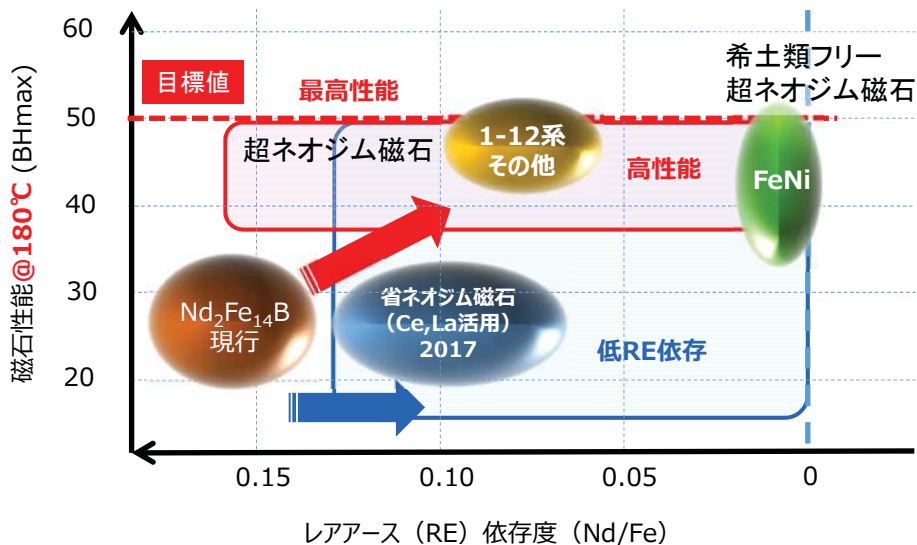 60
希土類フリー
超ネオジム磁石
目標値
最高性能
50
1-12系
その他
超ネオジム磁石
高性能
FeNi
40
磁石性能@180℃(BHmax)
30
Nd₂Fe₁₄B
現行
省ネオジム磁石
(Ce,La活用)
2017
低RE依存
20
0.15
0.10
0.05
0
レアアース(RE)依存度(Nd/Fe)